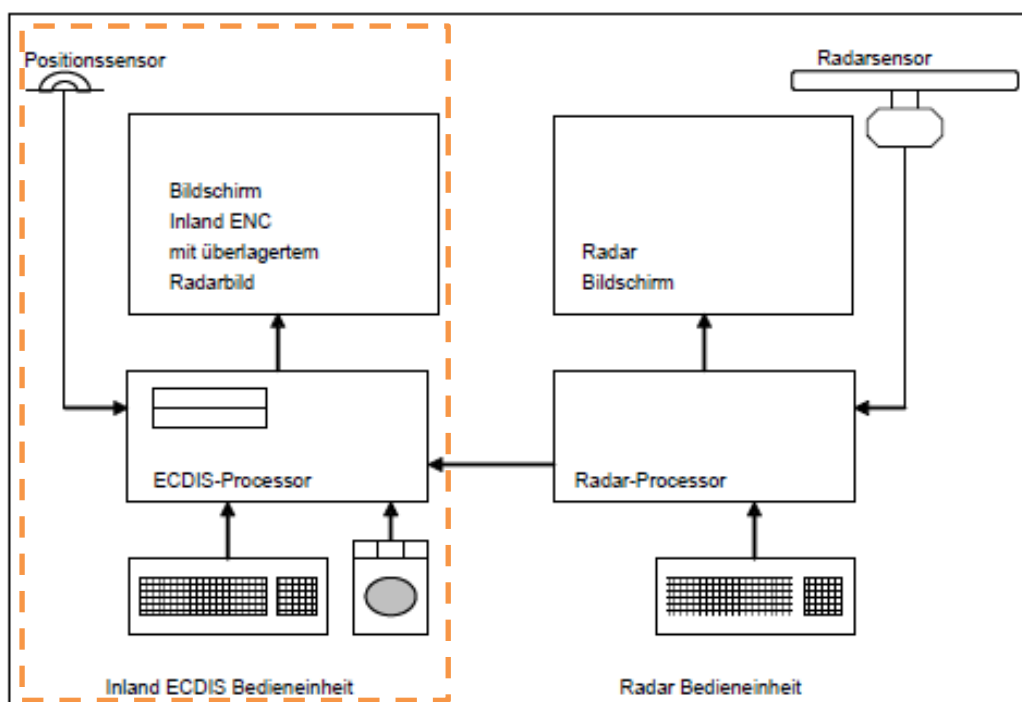 Positionssensor
Radarsensor
Bildschirm
Inland ENC
mit überlagertem
Radarbild
Radar
Bildschirm
ECDIS-Processor
Radar-Processor
Inland ECDIS Bedieneinheit
Radar Bedieneinheit